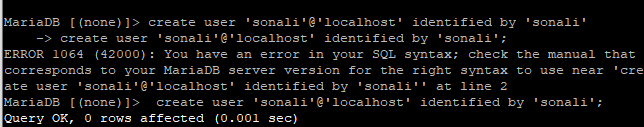 MariaDB [(none)]> create user 'sonali'@'localhost' identified by 'sonali'
    -> create user 'sonali'@'localhost' identified by 'sonali';
ERROR 1064 (42000): You have an error in your SQL syntax; check the manual that
corresponds to your MariaDB server version for the right syntax to use near 'cre
ate user 'sonali'@'localhost' identified by 'sonali'' at line 2
MariaDB [(none)]>  create user 'sonali'@'localhost' identified by 'sonali';
Query OK, 0 rows affected (0.001 sec)